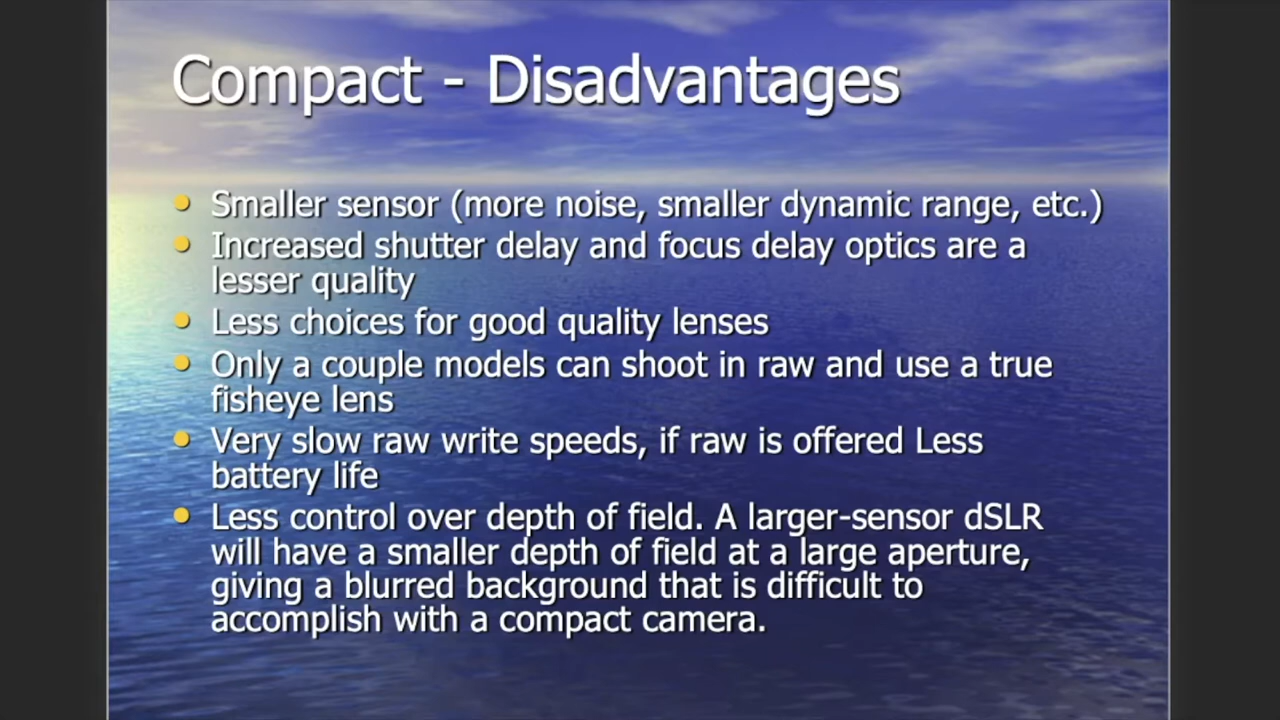 Compact - Disadvantages
Smaller sensor (more noise, smaller dynamic range, etc.)
Increased shutter delay and focus delay optics are a
lesser quality
Less choices for good quality lenses
Only a couple models can shoot in raw and use a true
fisheye lens
Very slow raw write speeds, if raw is offered Less
battery life
Less control over depth of field. A larger-sensor dSLR
will have a smaller depth of field at a large aperture,
giving a blurred background that is difficult to
accomplish with a compact camera.